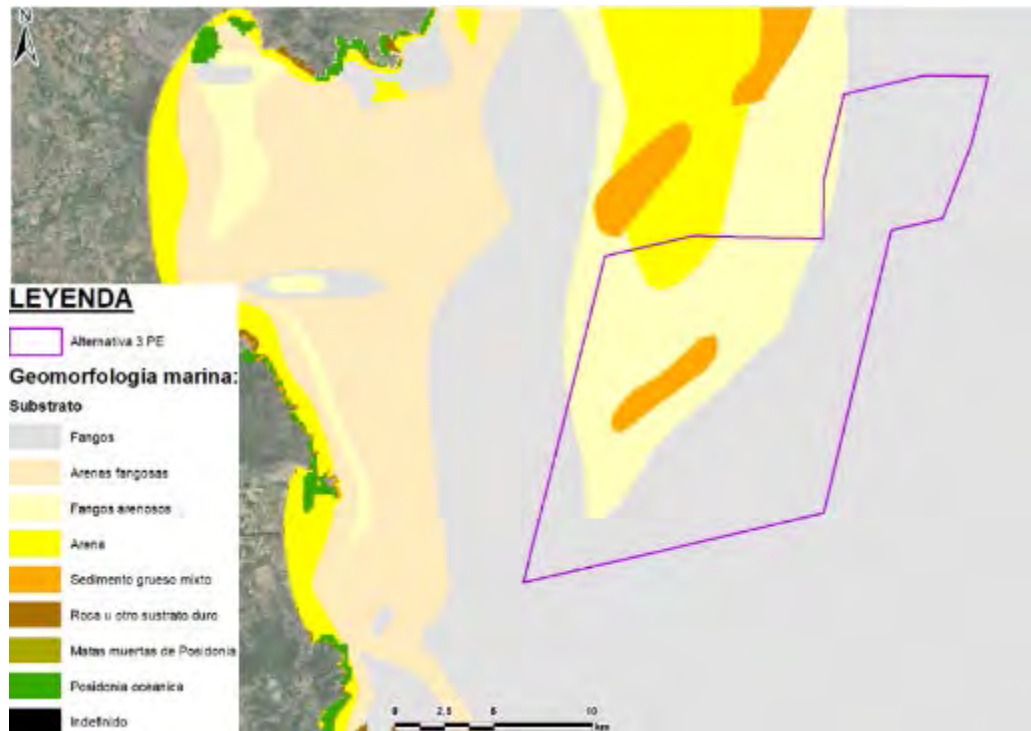 N
LEYENDA
Alternativa 3 PE
Geomorfología marina:
Substrato
Fangos
Arenas fangosas
Fangos arenosos
Arena
Sedimento grueso mixto
Roca u otro sustrato duro
Matas muertas de Posidonia
Posidonia oceanica
Indefinido
0 2,5 5 10
km